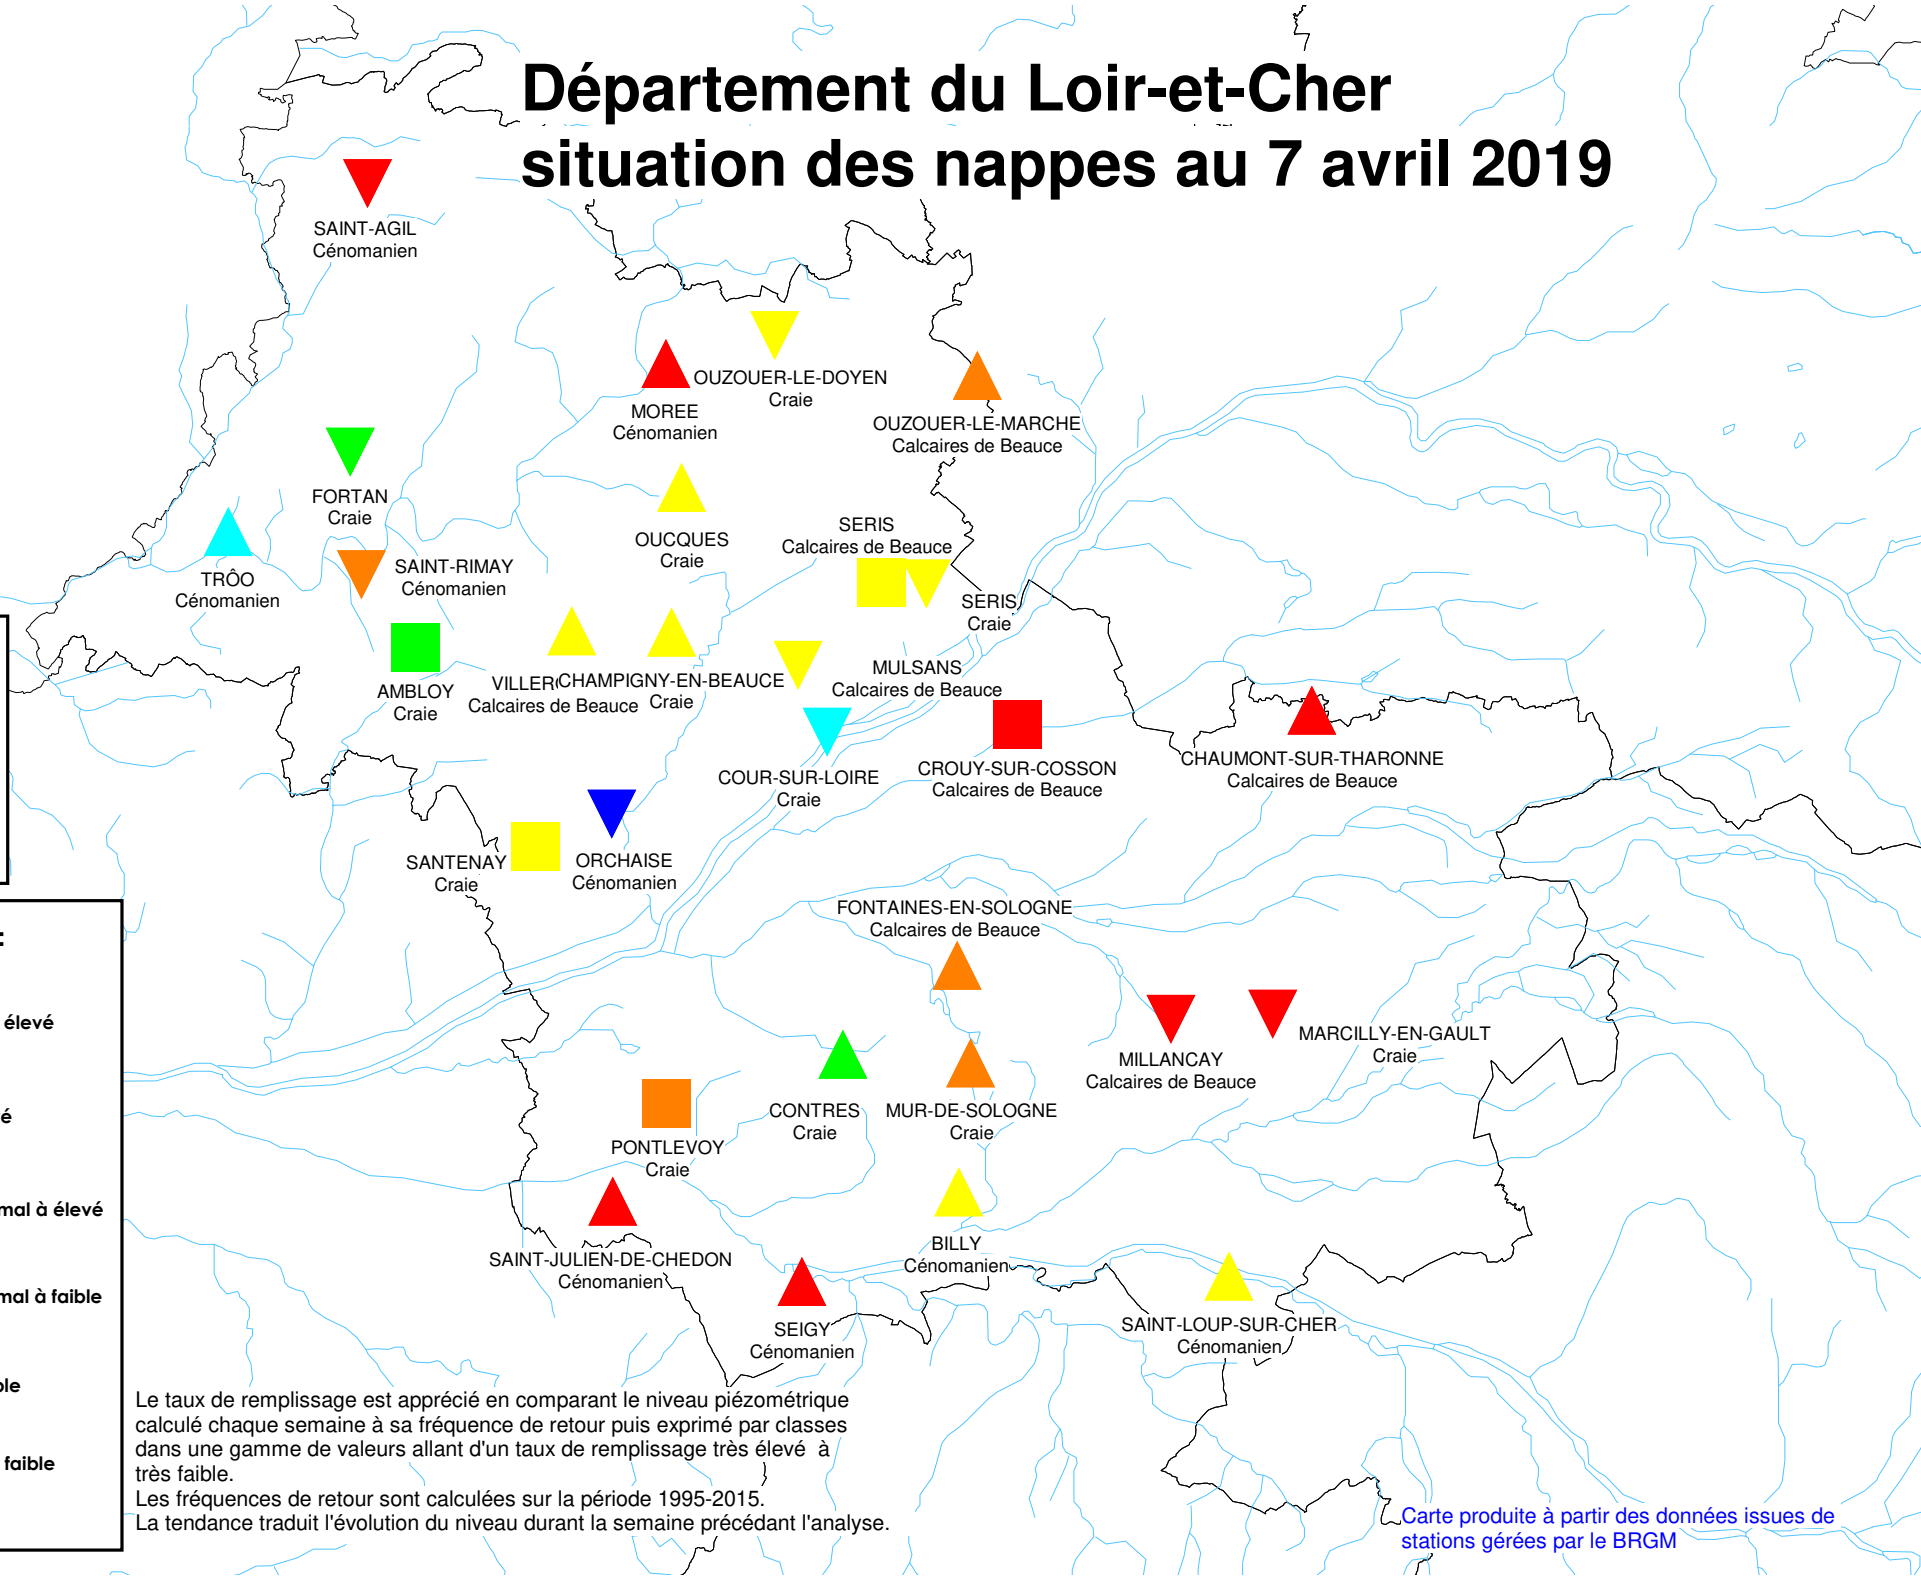 Département du Loir-et-Cher
situation des nappes au 7 avril 2019
SAINT-AGIL
Cénomanien
OUZOUER-LE-DOYEN
Craie
MOREE
Cénomanien
OUZOUER-LE-MARCHE
Calcaires de Beauce
FORTAN
Craie
OUCQUES
Craie
SERIS
Calcaires de Beauce
TRÔO
Cénomanien
SAINT-RIMAY
Cénomanien
SERIS
Craie
AMBLOY
Craie
Calcaires de Beauce
CHAMPIGNY-EN-BEAUCE
Craie
MULSANS
Calcaires de Beauce
COUR-SUR-LOIRE
Craie
CROUY-SUR-COSSON
Calcaires de Beauce
CHAUMONT-SUR-THARONNE
Calcaires de Beauce
SANTENAY
Craie
ORCHAISE
Cénomanien
FONTAINES-EN-SOLOGNE
Calcaires de Beauce
MILLANCAY
Calcaires de Beauce
MARCILLY-EN-GAULT
Craie
CONTRES
Craie
MUR-DE-SOLOGNE
Craie
PONTLEVOY
Craie
SAINT-JULIEN-DE-CHEDON
Cénomanien
BILLY
Cénomanien
SEIGY
Cénomanien
SAINT-LOUP-SUR-CHER
Cénomanien
:
élevé
mal à élevé
mal à faible
faible
Le taux de remplissage est apprécié en comparant le niveau piézométrique
calculé chaque semaine à sa fréquence de retour puis exprimé par classes
dans une gamme de valeurs allant d'un taux de remplissage très élevé à
très faible.
Les fréquences de retour sont calculées sur la période 1995-2015.
La tendance traduit l'évolution du niveau durant la semaine précédant l'analyse.
Carte produite à partir des données issues de
stations gérées par le BRGM